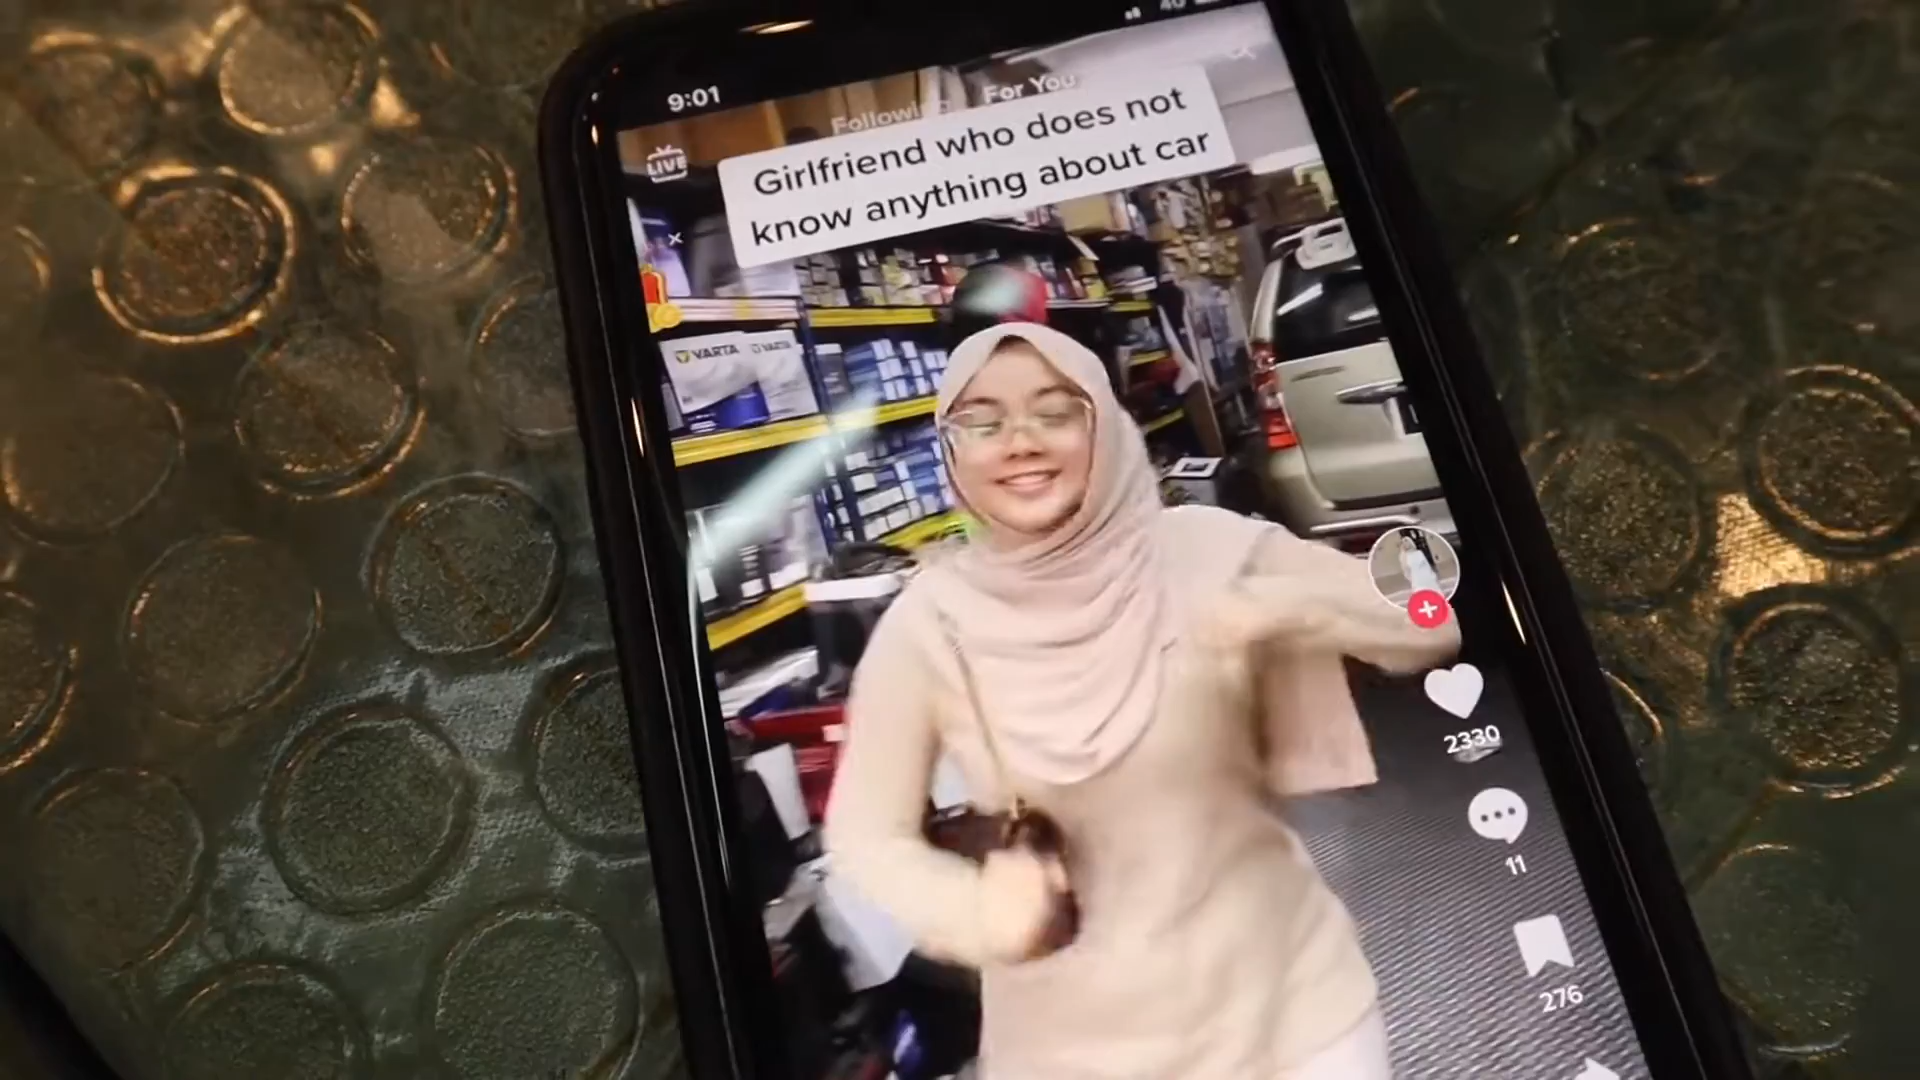 9:01
For You
LIVE
Girlfriend who does not
know anything about car
VARTA
VARTA
2330
11
276